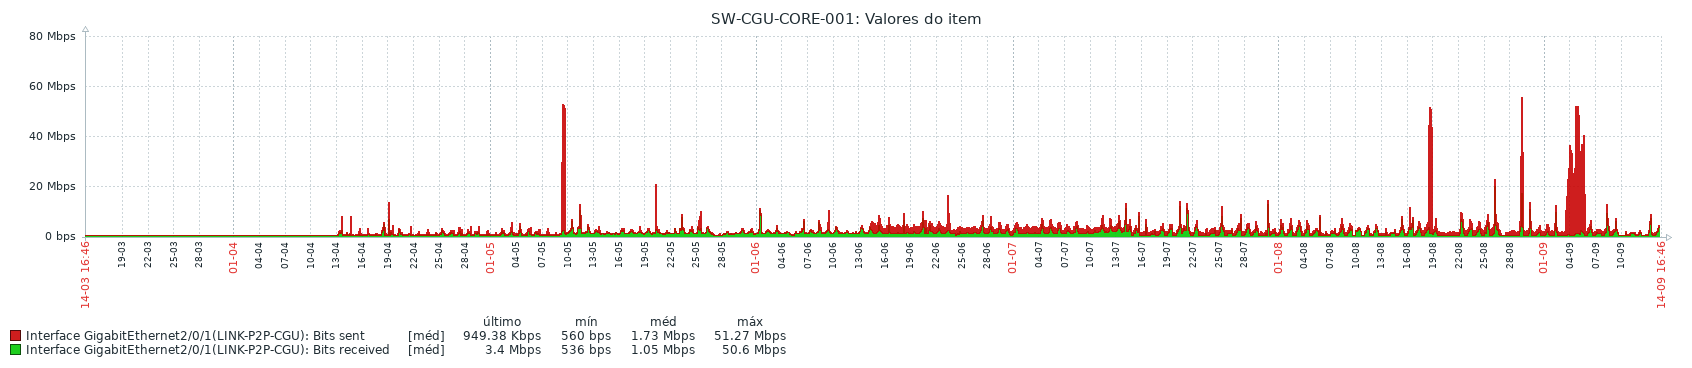 SW-CGU-CORE-001: Valores do item
80 Mbps
60 Mbps
40 Mbps
20 Mbps
0 bps
14-03 16:46 19-03 22-03 25-03 28-03 01-04 04-04 07-04 10-04 13-04 16-04 19-04 22-04 25-04 28-04 01-05 04-05 07-05 10-05 13-05 16-05 19-05 22-05 25-05 28-05 01-06 04-06 07-06 10-06 13-06 16-06 19-06 22-06 25-06 28-06 01-07 04-07 07-07 10-07 13-07 16-07 19-07 22-07 25-07 28-07 01-08 04-08 07-08 10-08 13-08 16-08 19-08 22-08 25-08 28-08 01-09 04-09 07-09 10-09 14-09 16:46
último mín méd máx
Interface GigabitEthernet2/0/1(LINK-P2P-CGU): Bits sent [méd] 949.38 Kbps 560 bps 1.73 Mbps 51.27 Mbps
Interface GigabitEthernet2/0/1(LINK-P2P-CGU): Bits received [méd] 3.4 Mbps 536 bps 1.05 Mbps 50.6 Mbps